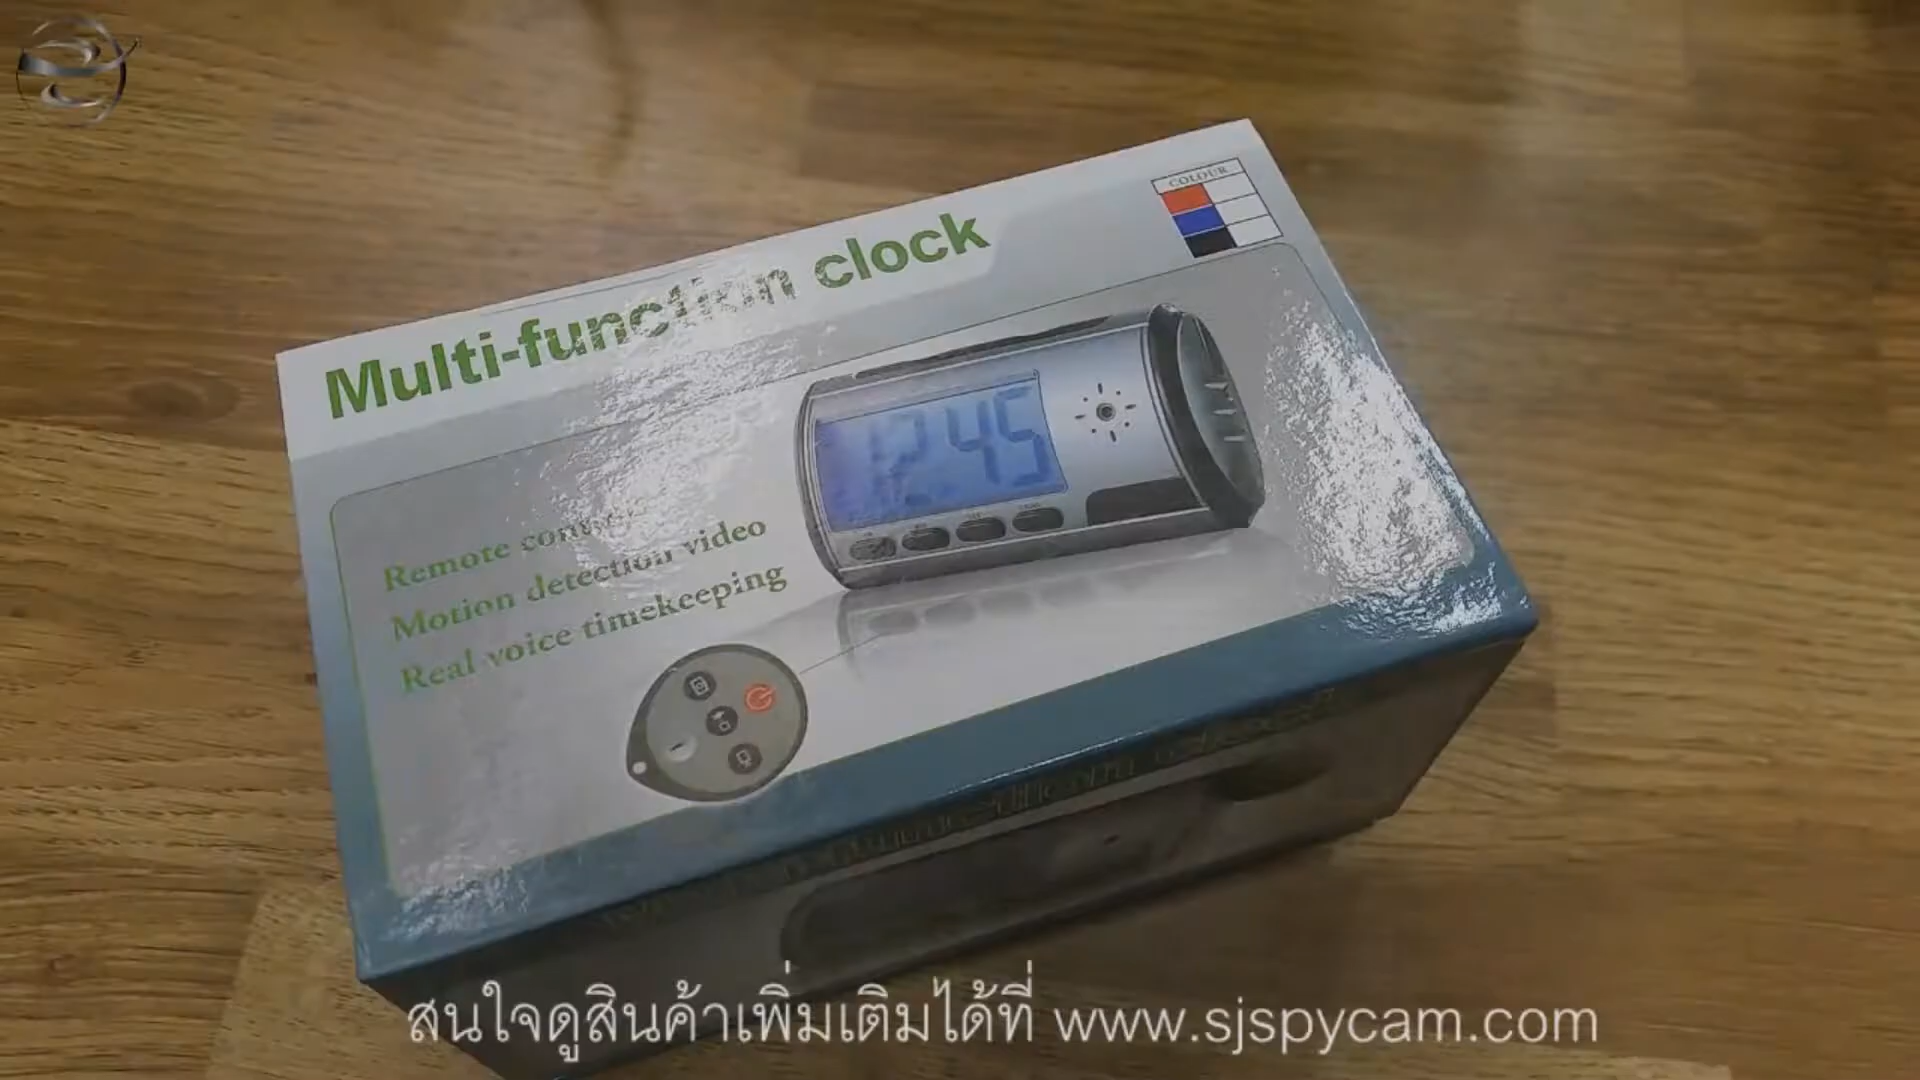 COLOUR
Multi-function clock
12:45
Remote control
Motion detection video
Real voice timekeeping
สนใจดูสินค้าเพิ่มเติมได้ที่ www.sjspycam.com